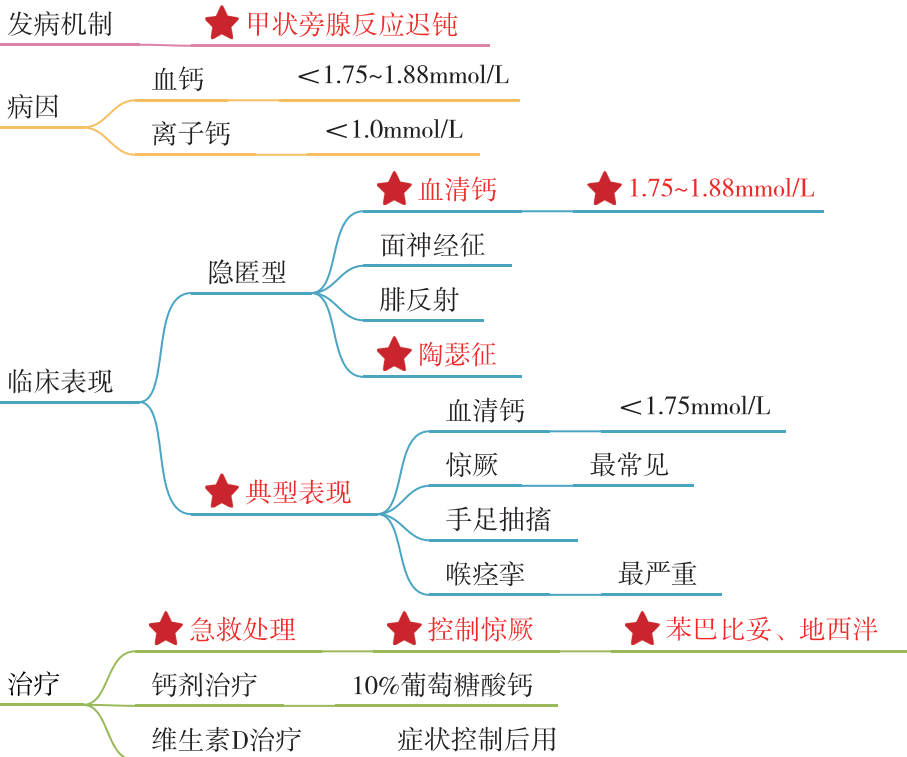 发病机制 甲状旁腺反应迟钝
病因
血钙 <1.75~1.88mmol/L
离子钙 <1.0mmol/L
临床表现
隐匿型
血清钙 1.75~1.88mmol/L
面神经征
腓反射
陶瑟征
典型表现
血清钙 <1.75mmol/L
惊厥 最常见
手足抽搐
喉痉挛 最严重
治疗
急救处理 控制惊厥 苯巴比妥、地西泮
钙剂治疗 10%葡萄糖酸钙
维生素D治疗 症状控制后用